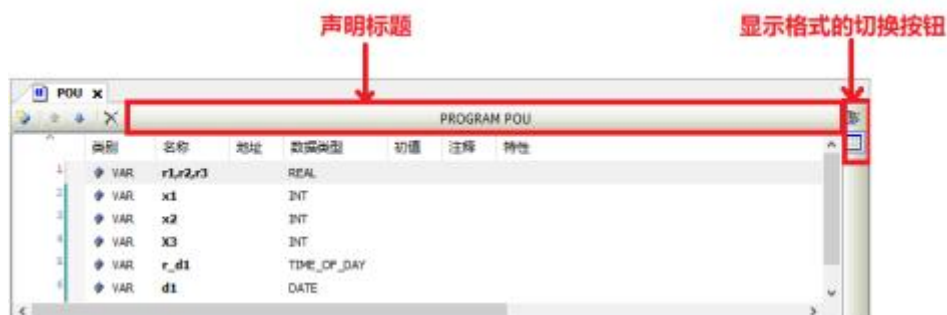 声明标题 显示格式的切换按钮
POU x
PROGRAM POU
类别 名称 地址 数据类型 初值 注释 特性
1 VAR r1,r2,r3 REAL
2 VAR x1 INT
3 VAR x2 INT
4 VAR X3 INT
5 VAR r_d1 TIME_OF_DAY
6 VAR d1 DATE